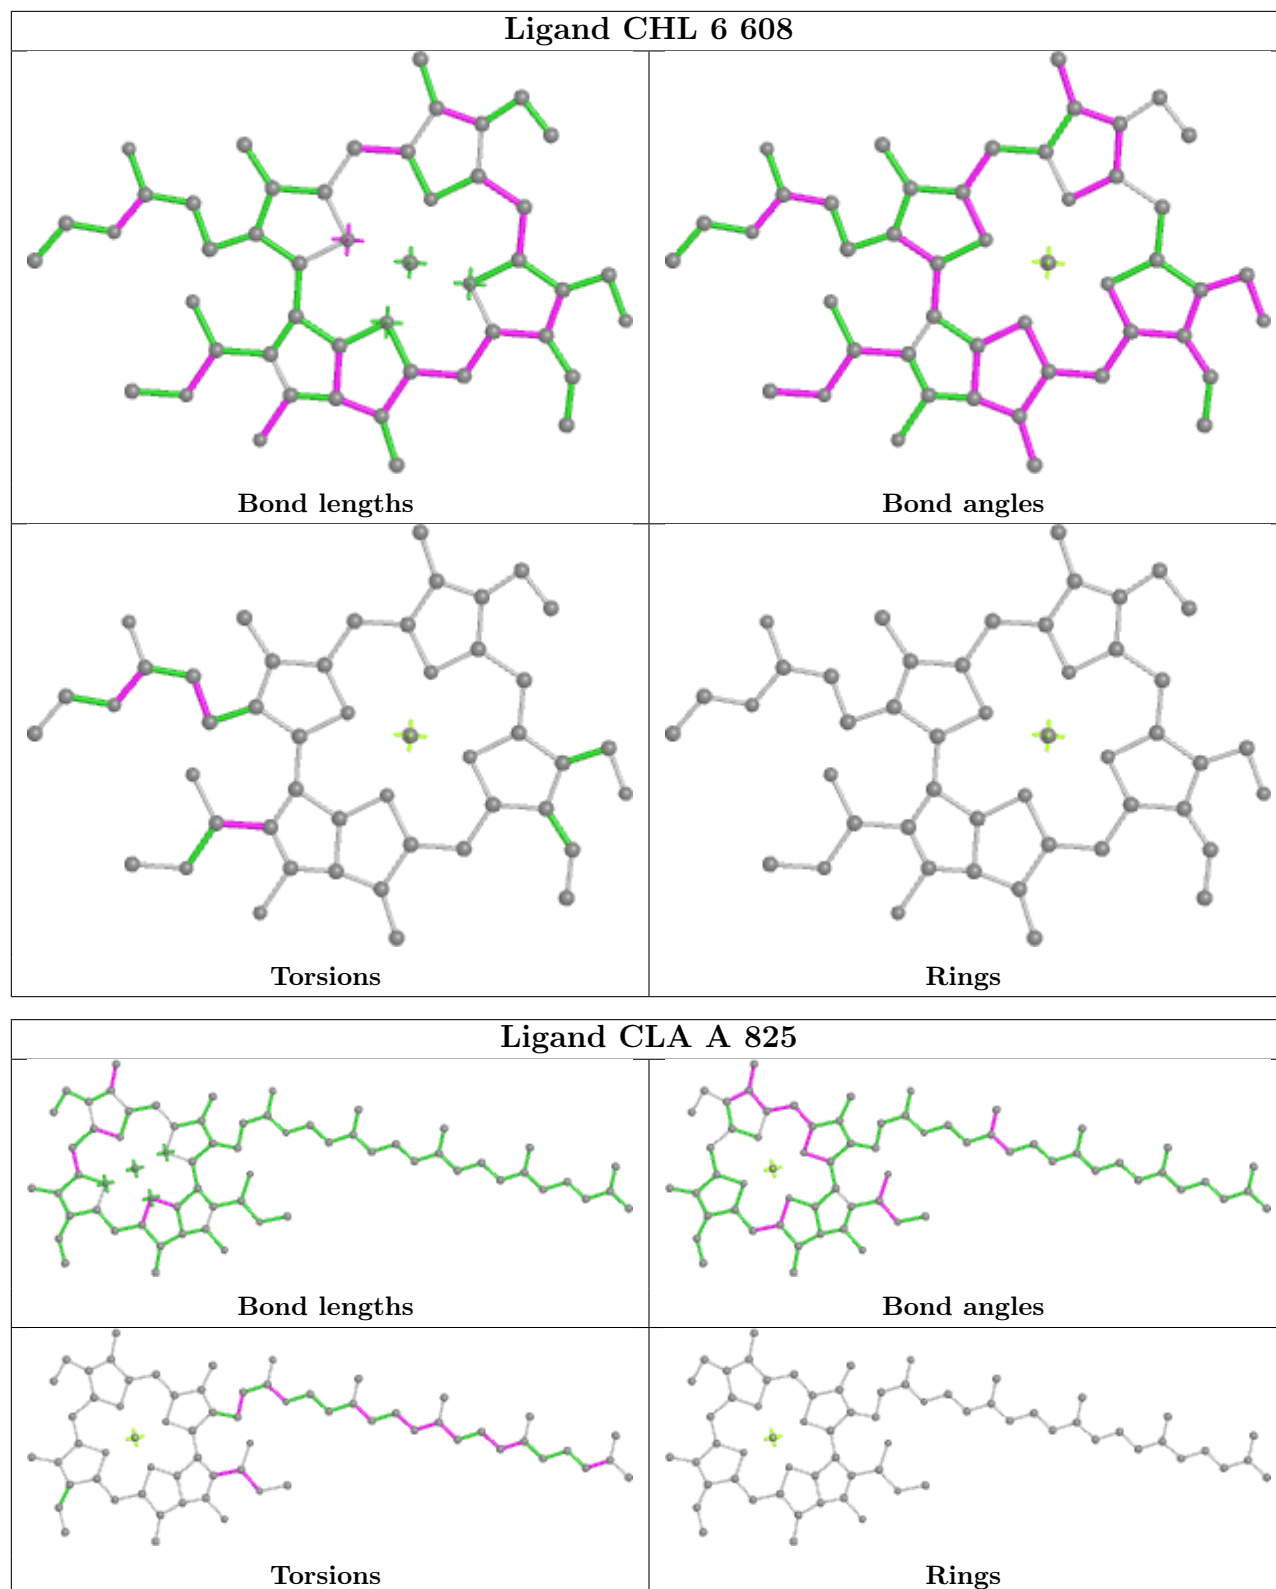 Ligand CHL 6 608
Bond lengths
Bond angles
Torsions
Rings
Ligand CLA A 825
Bond lengths
Bond angles
Torsions
Rings